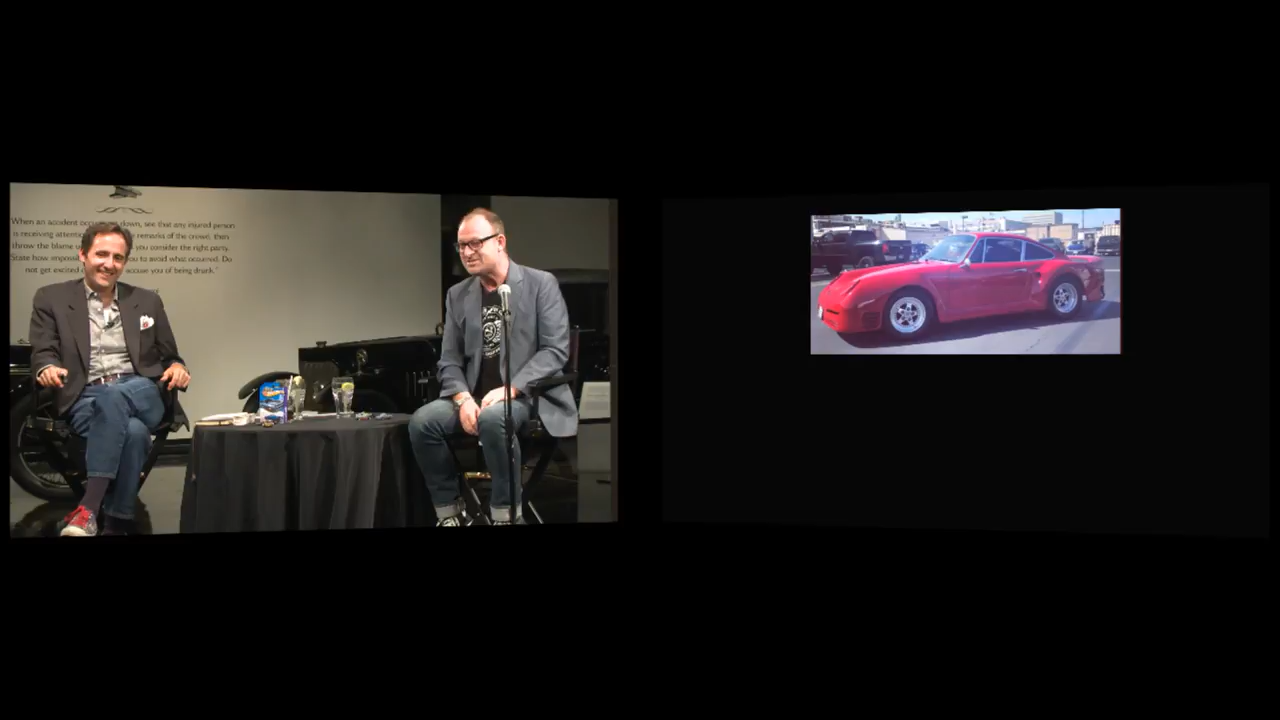 When an accident occurs down, see that any injured person
is receiving attention remarks of the crowd, then
throw the blame you consider the right party.
State how impossible you to avoid what occurred. Do
not get excited accuse you of being drunk."